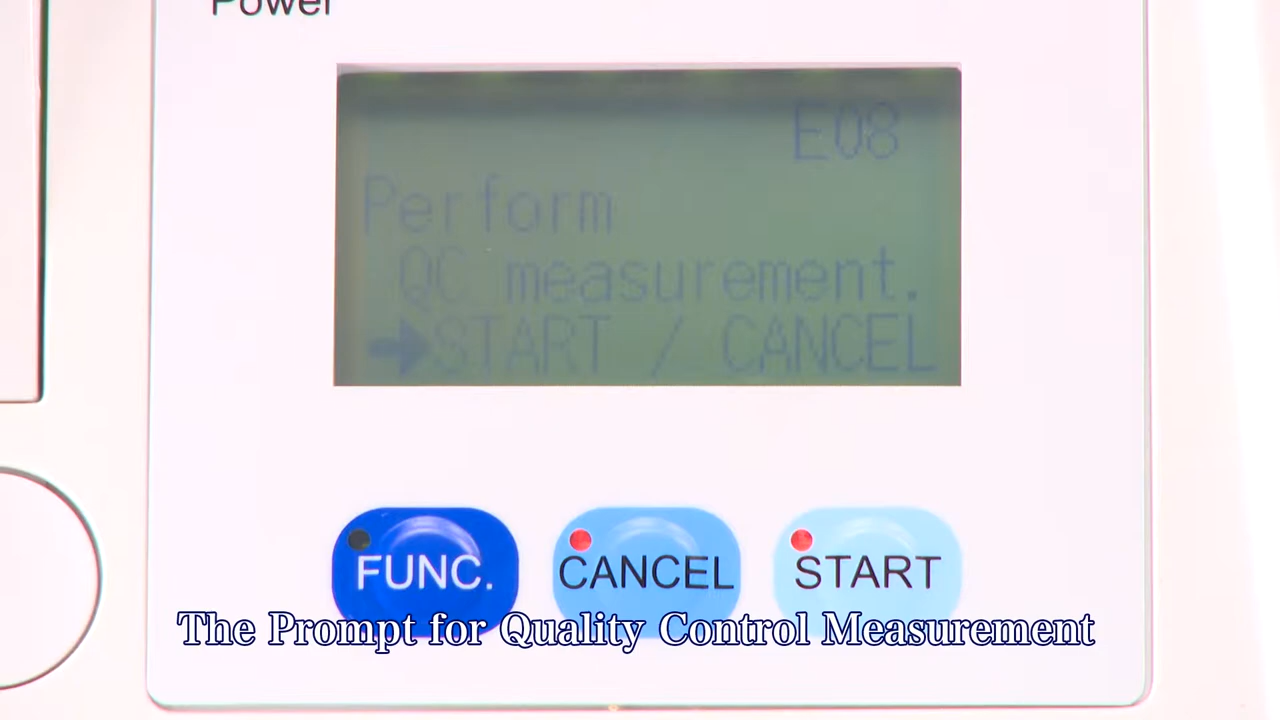 Power
E08
Perform
QC measurement.
➔START / CANCEL
FUNC.
CANCEL
START
The Prompt for Quality Control Measurement